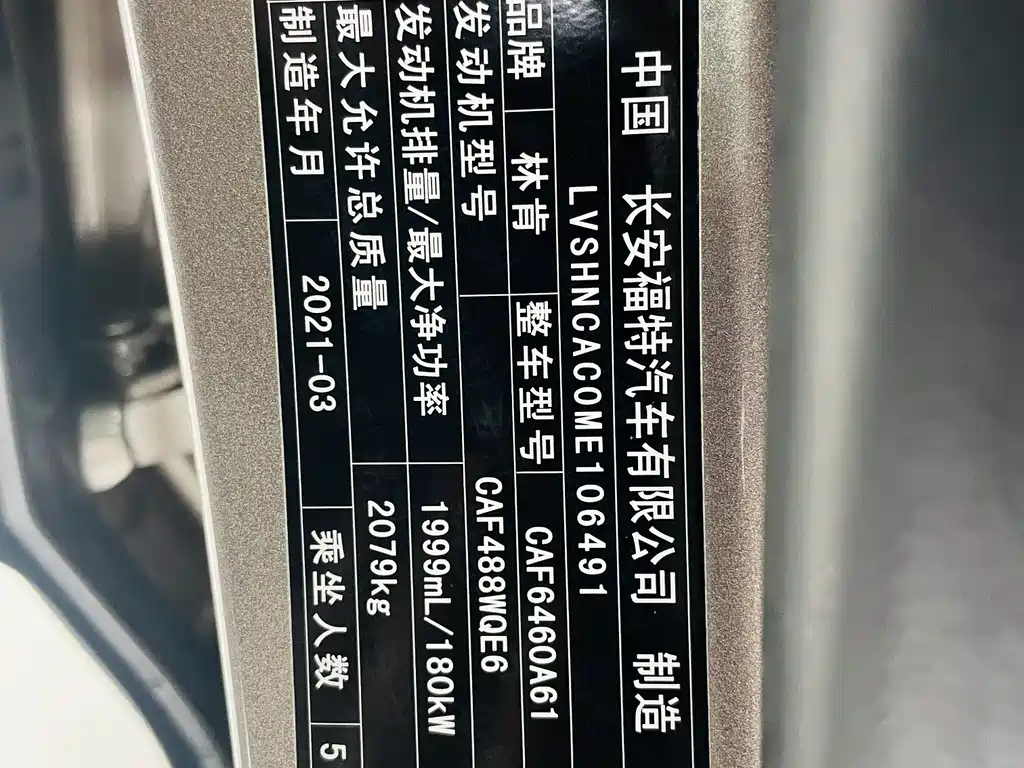 中国 长安福特汽车有限公司 制造
LVSHNCAC0ME106491
品牌 林肯 整车型号 CAF6460A61
发动机型号 CAF488WQE6
发动机排量/最大净功率 1999mL/180kW
最大允许总质量 2079kg
制造年月 2021-03 乘坐人数 5